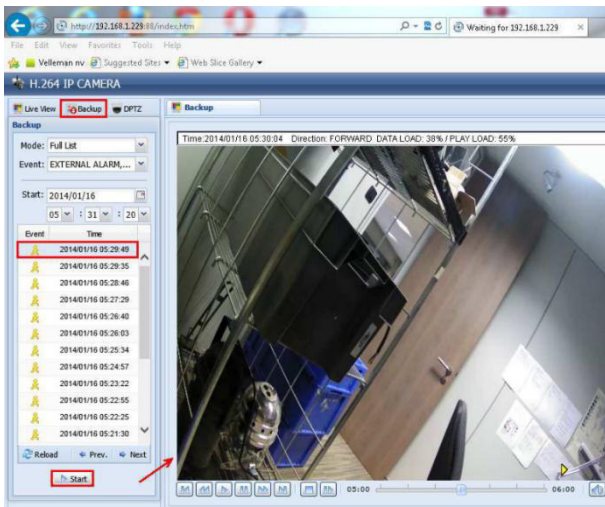 http://192.168.1.229:88/index.htm
Waiting for 192.168.1.229
File Edit View Favorites Tools Help
Velleman nv Suggested Sites Web Slice Gallery
H.264 IP CAMERA
Live View Backup DPTZ
Backup
Backup
Time:2014/01/16 05:30:04 Direction: FORWARD DATA LOAD: 38% / PLAY LOAD: 55%
Mode: Full List
Event: EXTERNAL ALARM,...
Start: 2014/01/16
05 : 31 : 20
Event Time
2014/01/16 05:29:49
2014/01/16 05:29:35
2014/01/16 05:28:46
2014/01/16 05:27:29
2014/01/16 05:26:40
2014/01/16 05:26:03
2014/01/16 05:25:34
2014/01/16 05:24:57
2014/01/16 05:23:22
2014/01/16 05:22:55
2014/01/16 05:22:25
2014/01/16 05:21:30
Reload Prev. Next
Start
05:00 06:00